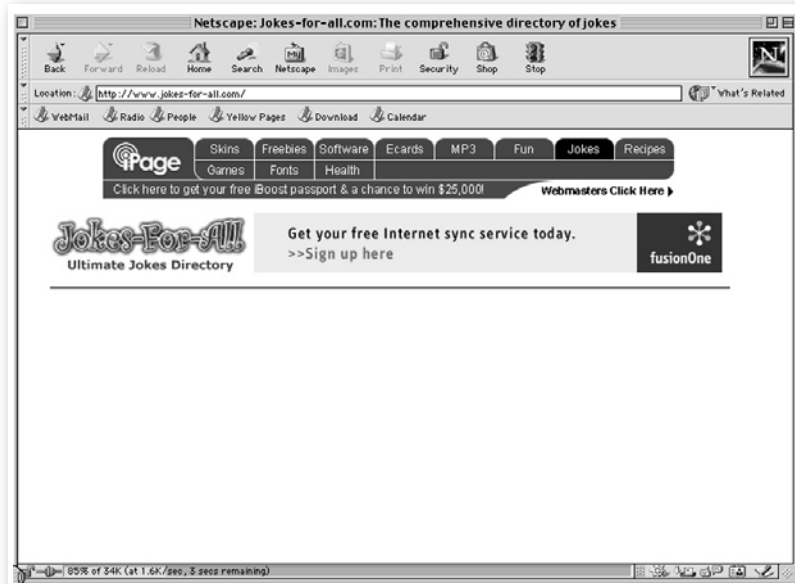 Netscape: Jokes-for-all.com: The comprehensive directory of jokes
Back Forward Reload Home Search Netscape Images Print Security Shop Stop
My
N
Location: http://www.jokes-for-all.com/ What's Related
WebMail Radio People Yellow Pages Download Calendar
iPage Skins Freebies Software Ecards MP3 Fun Jokes Recipes
Games Fonts Health
Click here to get your free iBoost passport & a chance to win $25,000! Webmasters Click Here
Jokes-For-All
Ultimate Jokes Directory
Get your free Internet sync service today.
>>Sign up here
fusionOne
85% of 34K (at 1.6K/sec, 3 secs remaining)